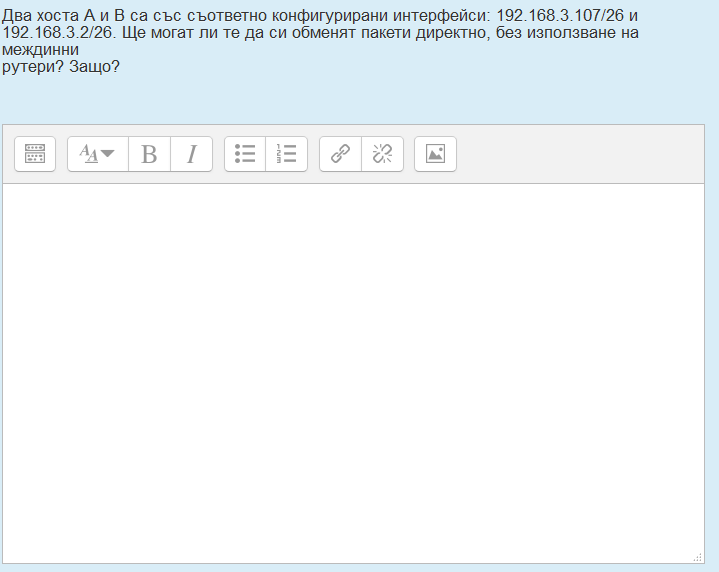 Два хоста A и B са със съответно конфигурирани интерфейси: 192.168.3.107/26 и
192.168.3.2/26. Ще могат ли те да си обменят пакети директно, без използване на
междинни
рутери? Защо?